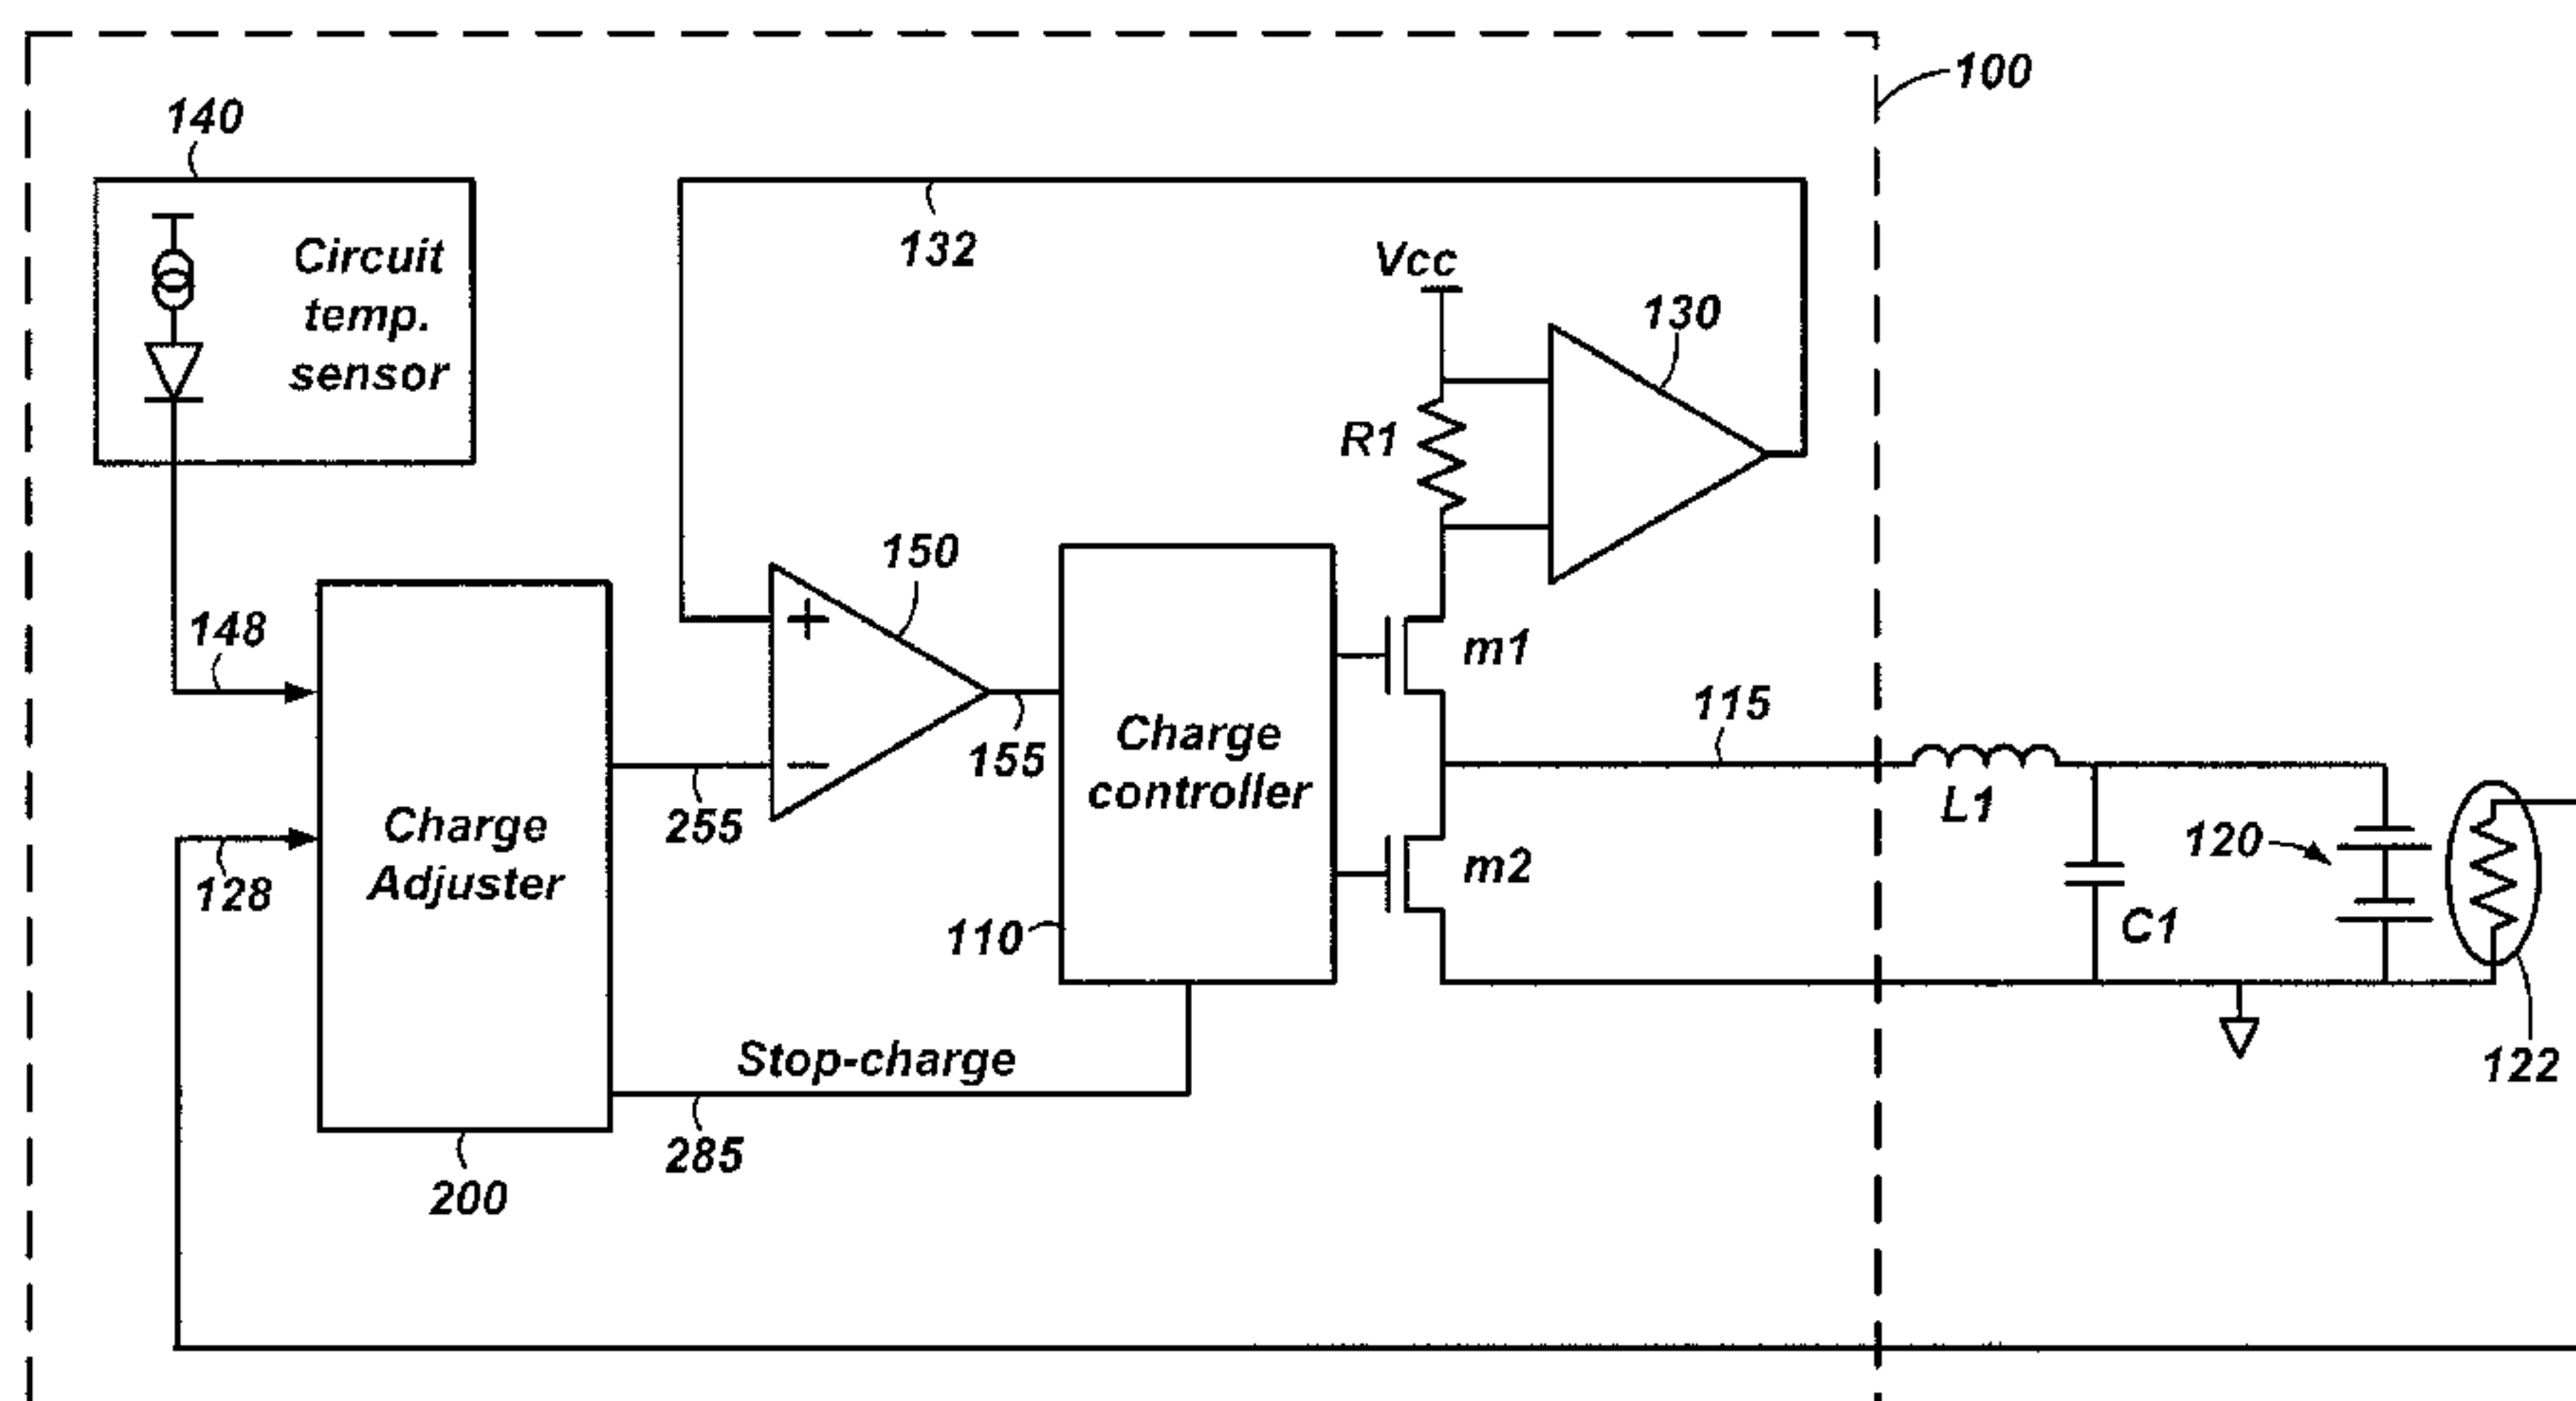 100
140
Circuit
temp.
sensor
132
Vcc
130
R1
150
148
m1
115
155
Charge
controller
L1
255
Charge
Adjuster
128
120
m2
110
C1
Stop-charge
122
285
200
+
−